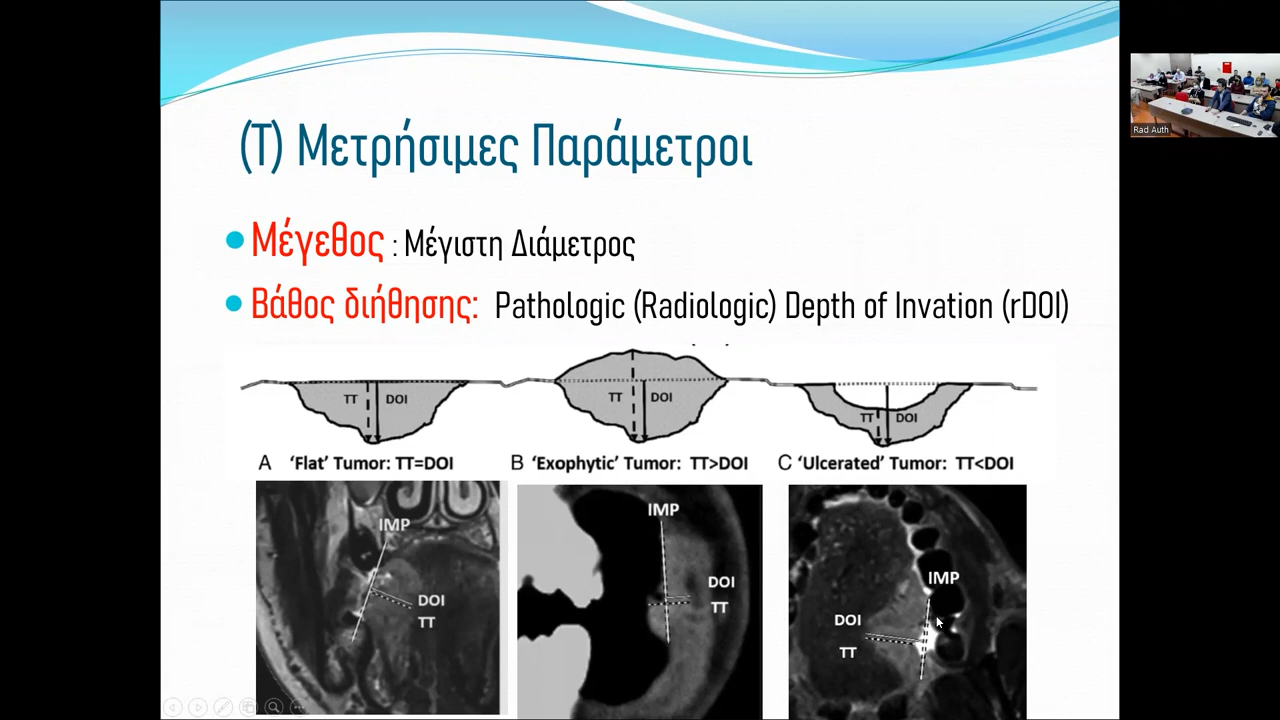 (Τ) Μετρήσιμες Παράμετροι
Μέγεθος : Μέγιστη Διάμετρος
Βάθος διήθησης: Pathologic (Radiologic) Depth of Invation (rDOI)
TT DOI
TT DOI
TT DOI
A 'Flat' Tumor: TT=DOI
B 'Exophytic' Tumor: TT>DOI
C 'Ulcerated' Tumor: TT<DOI
IMP
DOI
TT
IMP
DOI
TT
IMP
DOI
TT
Rad Auth